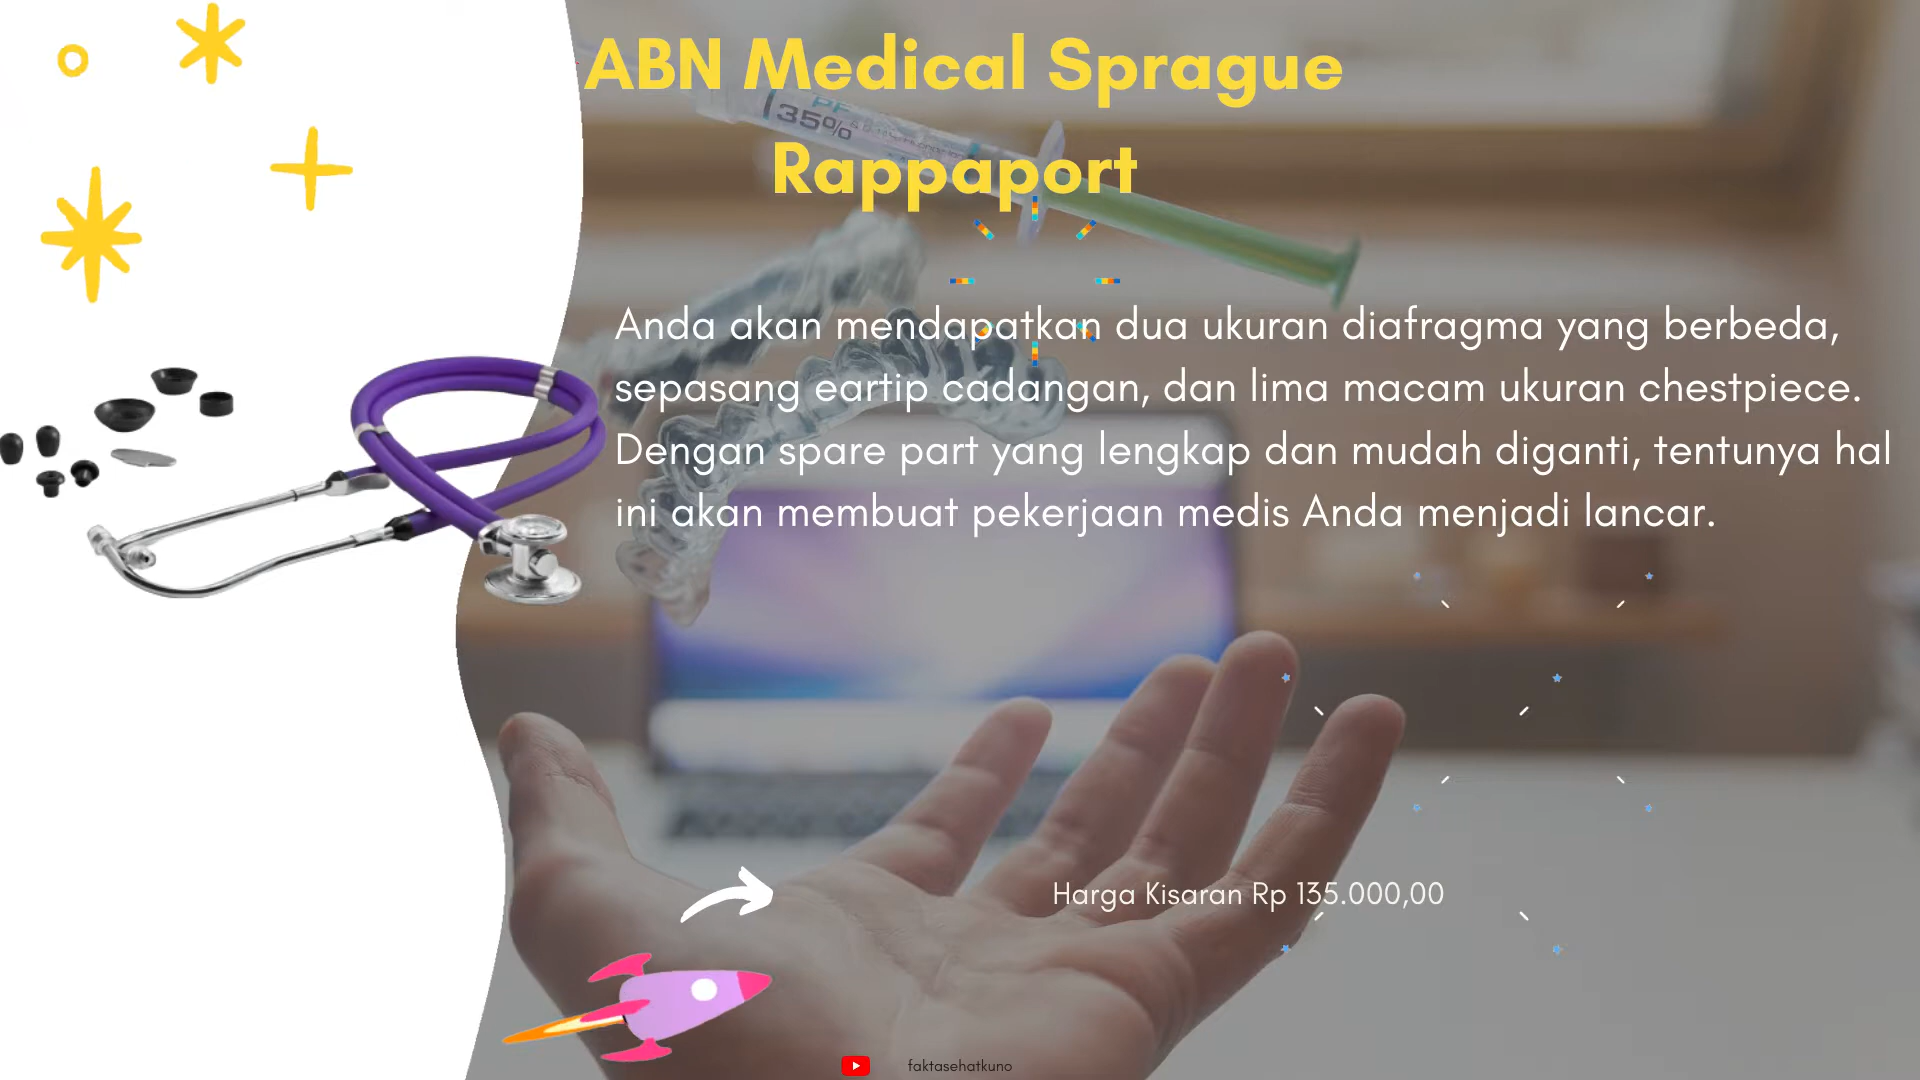 ABN Medical Sprague
Rappaport
35%
Anda akan mendapatkan dua ukuran diafragma yang berbeda,
sepasang eartip cadangan, dan lima macam ukuran chestpiece.
Dengan spare part yang lengkap dan mudah diganti, tentunya hal
ini akan membuat pekerjaan medis Anda menjadi lancar.
Harga Kisaran Rp 135.000,00
faktasehatkuno